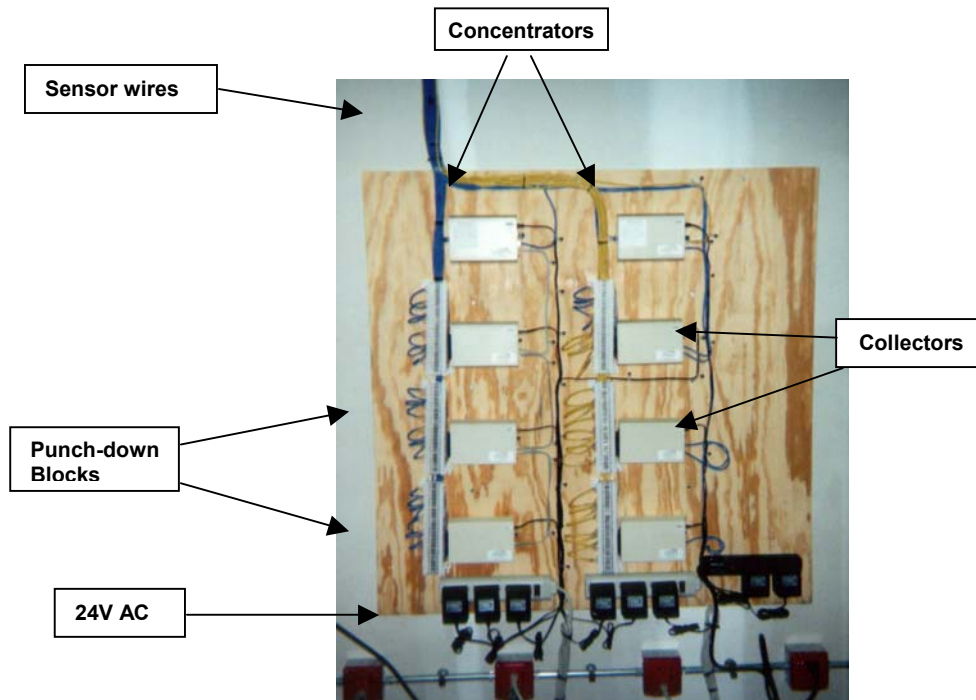 Concentrators
Sensor wires
Collectors
Punch-down
Blocks
24V AC